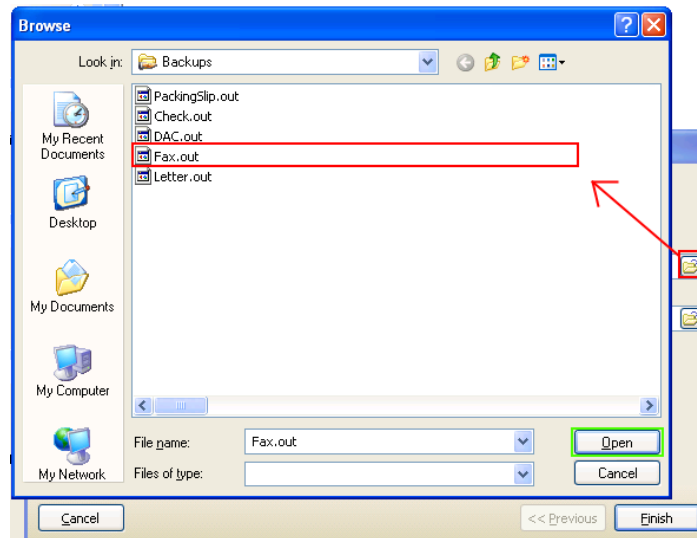 Browse
Look in:
Backups
My Recent
Documents
Desktop
My Documents
My Computer
My Network
PackingSlip.out
Check.out
DAC.out
Fax.out
Letter.out
File name:
Fax.out
Open
Files of type:
Cancel
Cancel
<< Previous
Finish